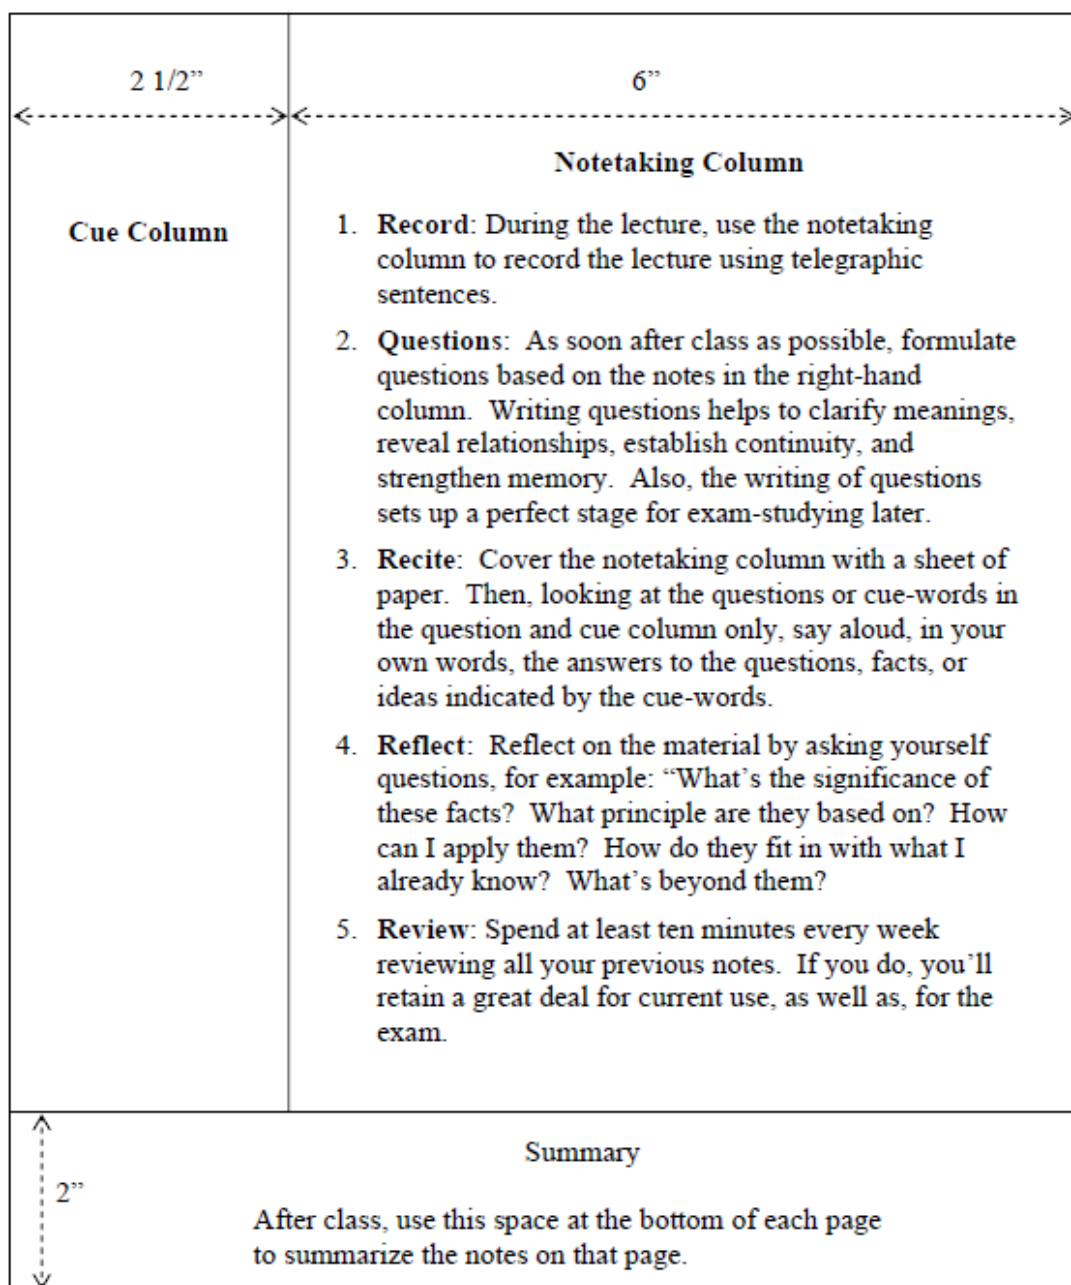 2 1/2”
6”
Notetaking Column
Cue Column
1. Record: During the lecture, use the notetaking
column to record the lecture using telegraphic
sentences.
2. Questions:  As soon after class as possible, formulate
questions based on the notes in the right-hand
column.  Writing questions helps to clarify meanings,
reveal relationships, establish continuity, and
strengthen memory.  Also, the writing of questions
sets up a perfect stage for exam-studying later.
3. Recite:  Cover the notetaking column with a sheet of
paper.  Then, looking at the questions or cue-words in
the question and cue column only, say aloud, in your
own words, the answers to the questions, facts, or
ideas indicated by the cue-words.
4. Reflect:  Reflect on the material by asking yourself
questions, for example: “What’s the significance of
these facts?  What principle are they based on?  How
can I apply them?  How do they fit in with what I
already know?  What’s beyond them?
5. Review: Spend at least ten minutes every week
reviewing all your previous notes.  If you do, you’ll
retain a great deal for current use, as well as, for the
exam.
Summary
2”
After class, use this space at the bottom of each page
to summarize the notes on that page.